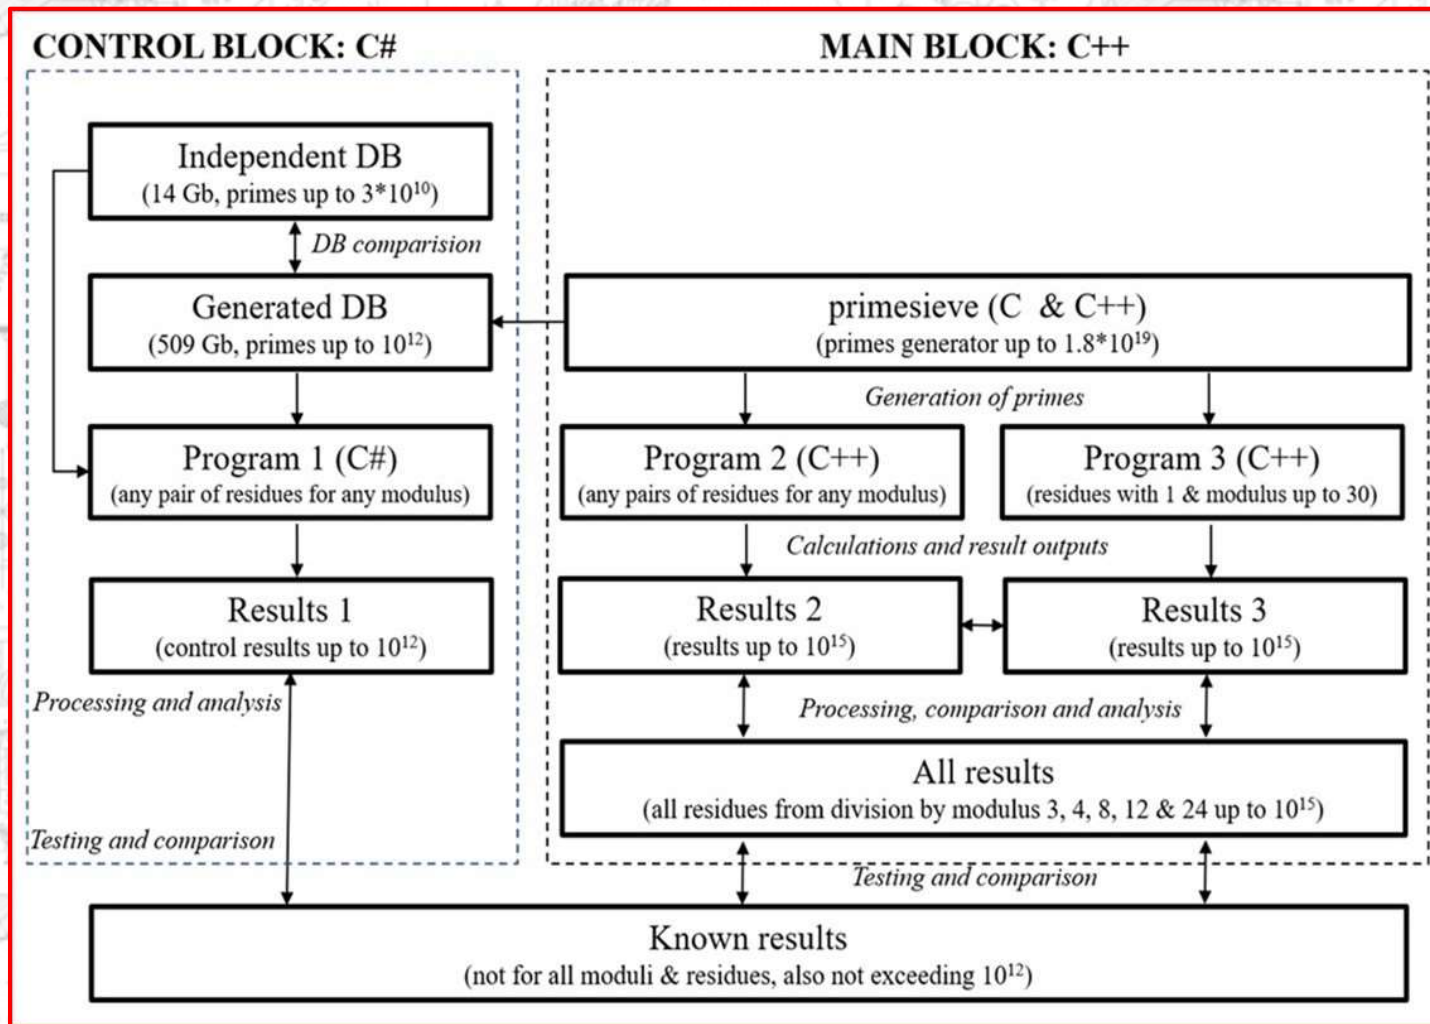 CONTROL BLOCK: C#
MAIN BLOCK: C++
Independent DB
(14 Gb, primes up to 3*10¹⁰)
DB comparision
Generated DB
(509 Gb, primes up to 10¹²)
primesieve (C & C++)
(primes generator up to 1.8*10¹⁹)
Generation of primes
Program 1 (C#)
(any pair of residues for any modulus)
Program 2 (C++)
(any pairs of residues for any modulus)
Program 3 (C++)
(residues with 1 & modulus up to 30)
Calculations and result outputs
Results 1
(control results up to 10¹²)
Results 2
(results up to 10¹⁵)
Results 3
(results up to 10¹⁵)
Processing and analysis
Processing, comparison and analysis
All results
(all residues from division by modulus 3, 4, 8, 12 & 24 up to 10¹⁵)
Testing and comparison
Testing and comparison
Known results
(not for all moduli & residues, also not exceeding 10¹²)